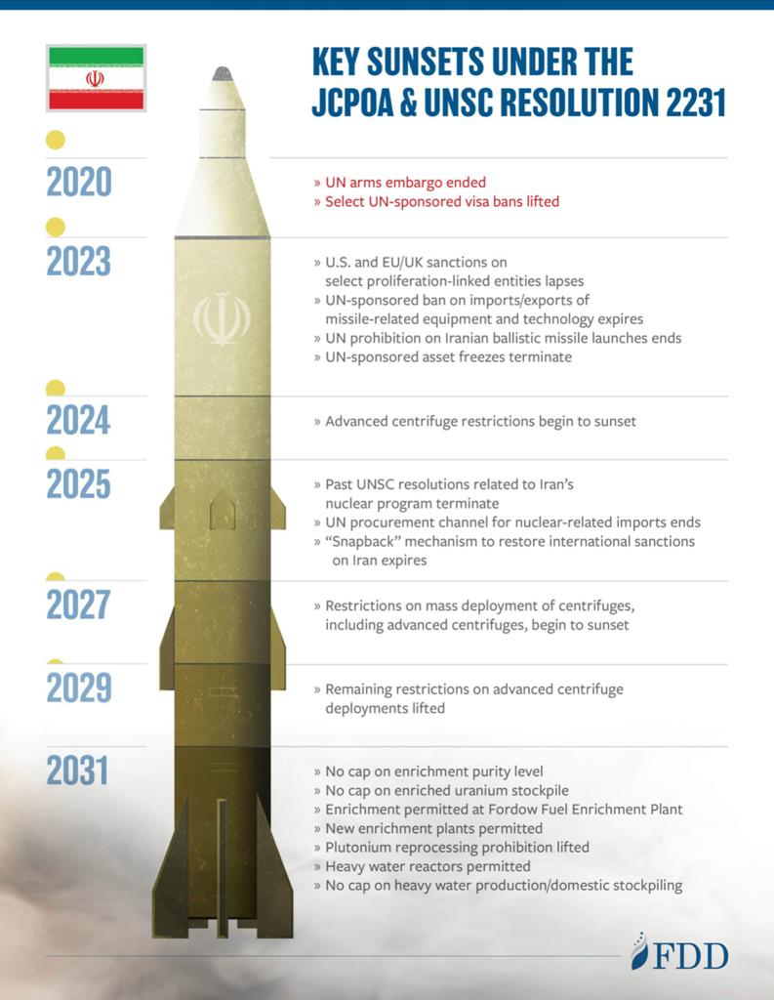 KEY SUNSETS UNDER THE
JCPOA & UNSC RESOLUTION 2231
2020
» UN arms embargo ended
» Select UN-sponsored visa bans lifted
2023
» U.S. and EU/UK sanctions on
select proliferation-linked entities lapses
» UN-sponsored ban on imports/exports of
missile-related equipment and technology expires
» UN prohibition on Iranian ballistic missile launches ends
» UN-sponsored asset freezes terminate
2024
» Advanced centrifuge restrictions begin to sunset
2025
» Past UNSC resolutions related to Iran’s
nuclear program terminate
» UN procurement channel for nuclear-related imports ends
» “Snapback” mechanism to restore international sanctions
on Iran expires
2027
» Restrictions on mass deployment of centrifuges,
including advanced centrifuges, begin to sunset
2029
» Remaining restrictions on advanced centrifuge
deployments lifted
2031
» No cap on enrichment purity level
» No cap on enriched uranium stockpile
» Enrichment permitted at Fordow Fuel Enrichment Plant
» New enrichment plants permitted
» Plutonium reprocessing prohibition lifted
» Heavy water reactors permitted
» No cap on heavy water production/domestic stockpiling
FDD